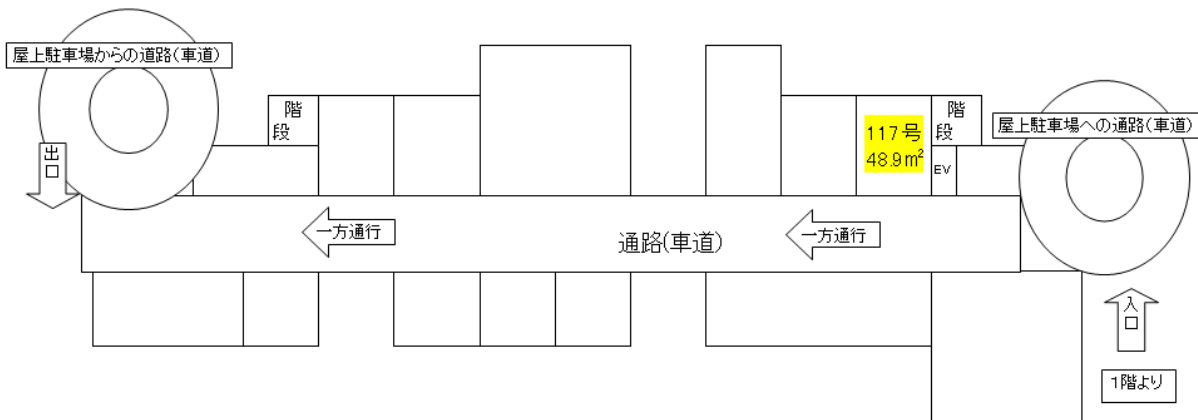 屋上駐車場からの道路(車道)
出
口
階
段
117号
48.9m²
階
段
EV
屋上駐車場への通路(車道)
一方通行
通路(車道)
一方通行
入
口
1階より